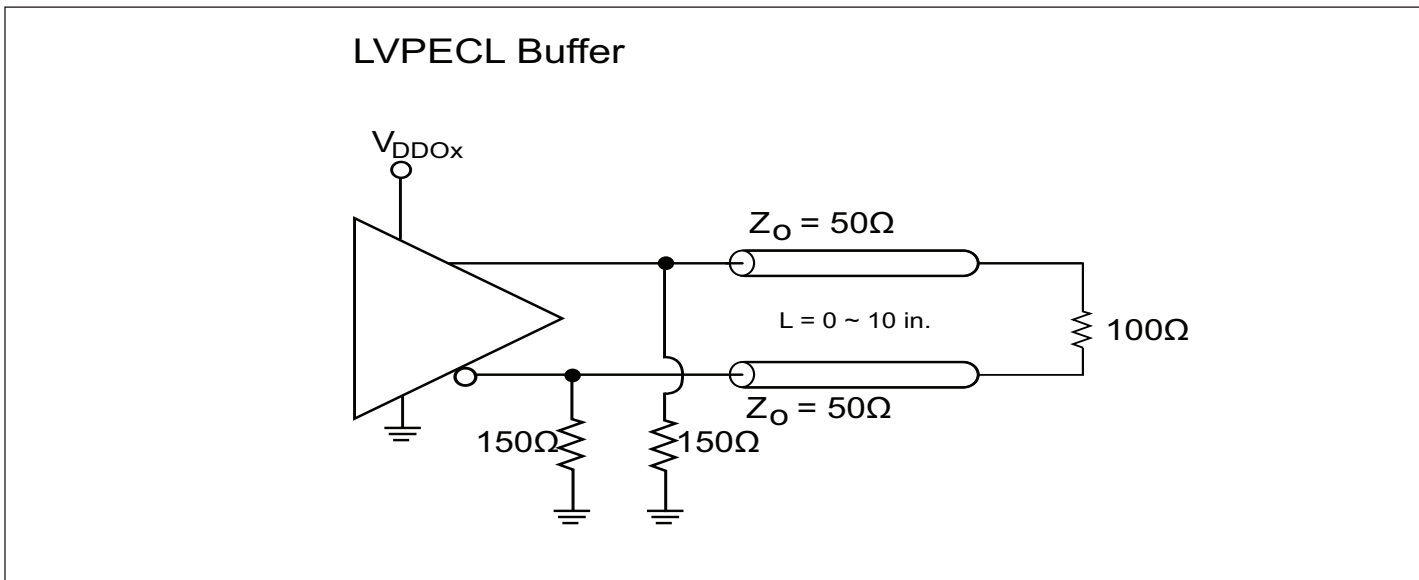 LVPECL Buffer
VDDOx
ZO = 50Ω
L = 0 ~ 10 in.
100Ω
ZO = 50Ω
150Ω
150Ω